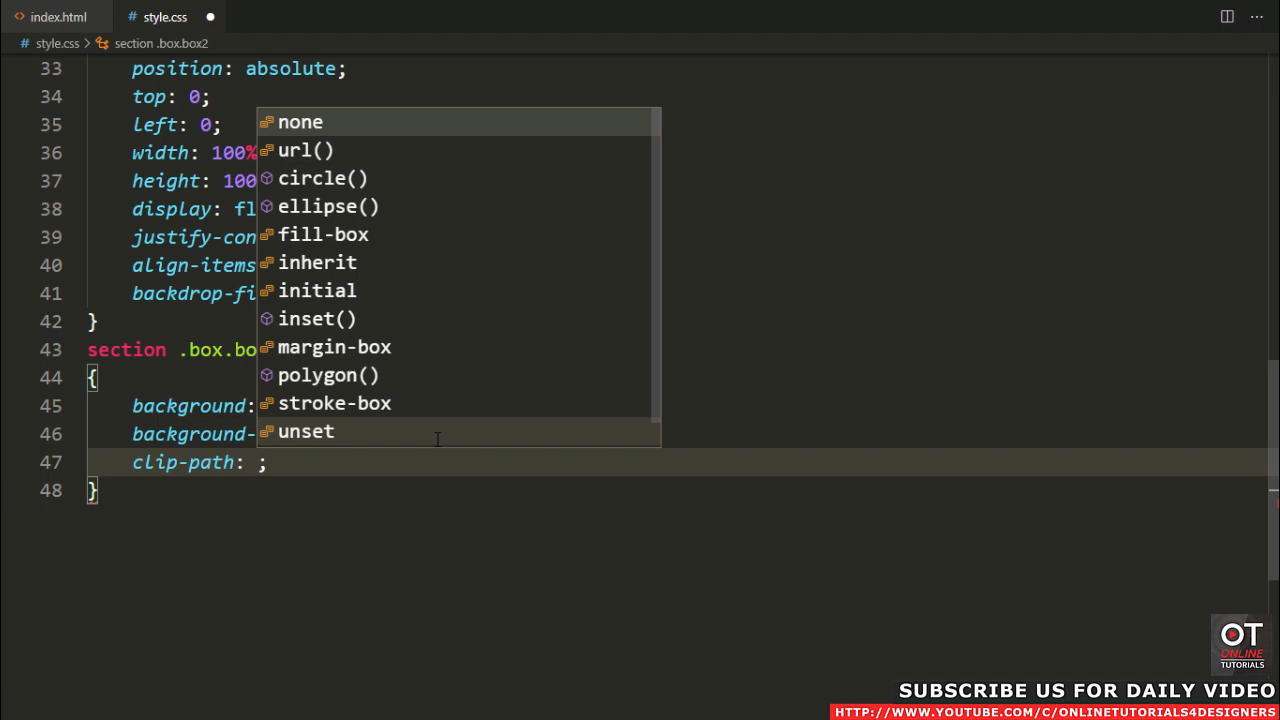 index.html
# style.css
# style.css > section .box.box2
33 position: absolute;
34 top: 0;
35 left: 0;
36 width: 100%
37 height: 100
38 display: fl
39 justify-con
40 align-items
41 backdrop-fi
42 }
43 section .box.bo
44 {
45 background:
46 background-
47 clip-path: ;
48 }
none
url()
circle()
ellipse()
fill-box
inherit
initial
inset()
margin-box
polygon()
stroke-box
unset
OT
ONLINE
TUTORIALS
SUBSCRIBE US FOR DAILY VIDEO
HTTP://WWW.YOUTUBE.COM/C/ONLINETUTORIALS4DESIGNERS